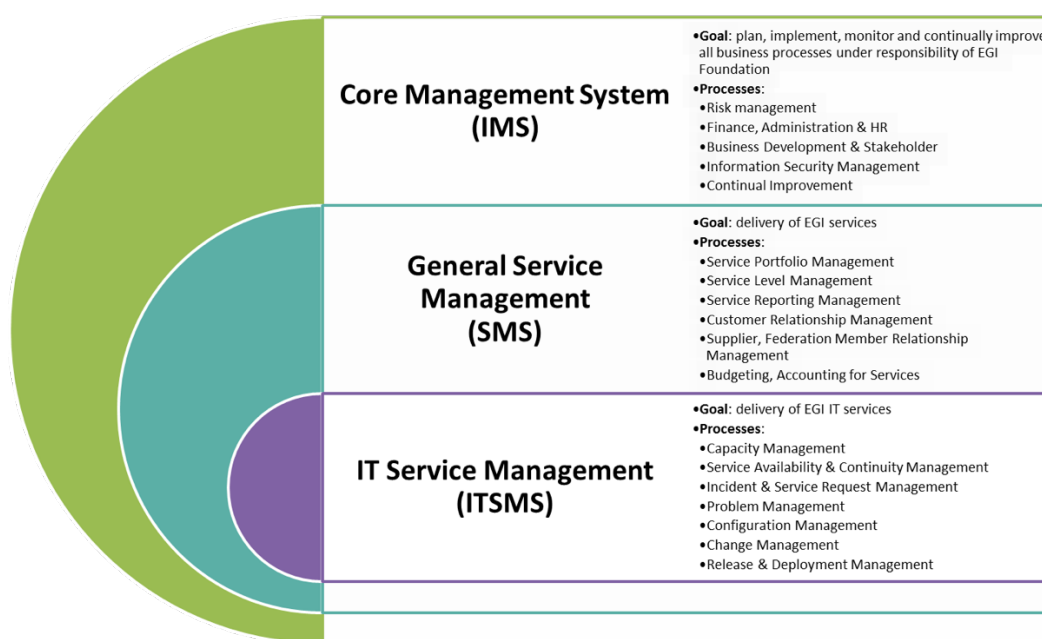 Core Management System
(IMS)
•Goal: plan, implement, monitor and continually improve
all business processes under responsibility of EGI
Foundation
•Processes:
•Risk management
•Finance, Administration & HR
•Business Development & Stakeholder
•Information Security Management
•Continual Improvement
General Service
Management
(SMS)
•Goal: delivery of EGI services
•Processes:
•Service Portfolio Management
•Service Level Management
•Service Reporting Management
•Customer Relationship Management
•Supplier, Federation Member Relationship
Management
•Budgeting, Accounting for Services
IT Service Management
(ITSMS)
•Goal: delivery of EGI IT services
•Processes:
•Capacity Management
•Service Availability & Continuity Management
•Incident & Service Request Management
•Problem Management
•Configuration Management
•Change Management
•Release & Deployment Management